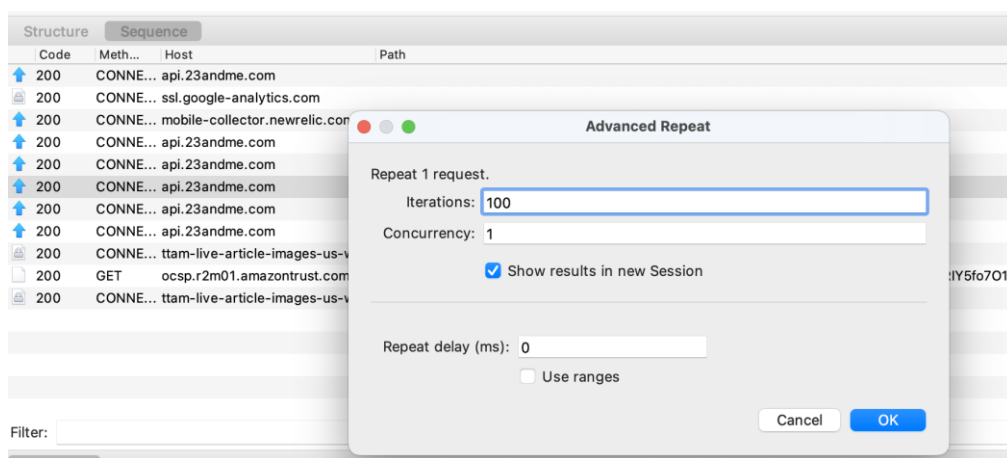 Structure Sequence
Code Meth... Host Path
200 CONNE... api.23andme.com
200 CONNE... ssl.google-analytics.com
200 CONNE... mobile-collector.newrelic.con
200 CONNE... api.23andme.com
200 CONNE... api.23andme.com
200 CONNE... api.23andme.com
200 CONNE... api.23andme.com
200 CONNE... api.23andme.com
200 CONNE... ttam-live-article-images-us-v
200 GET ocsp.r2m01.amazontrust.com
200 CONNE... ttam-live-article-images-us-v
Filter:
Advanced Repeat
Repeat 1 request.
Iterations: 100
Concurrency: 1
Show results in new Session
Repeat delay (ms): 0
Use ranges
Cancel OK